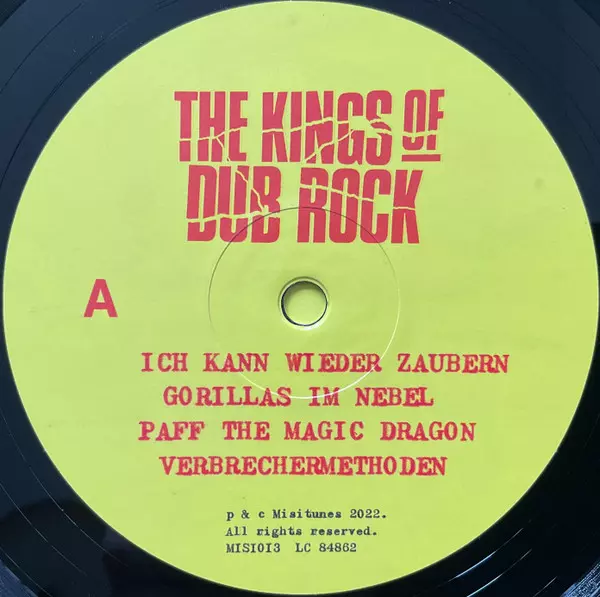 THE KINGS OF
DUB ROCK
A
ICH KANN WIEDER ZAUBERN
GORILLAS IM NEBEL
PAFF THE MAGIC DRAGON
VERBRECHERMETHODEN
p & c Misitunes 2022.
All rights reserved.
MISI013 LC 84862